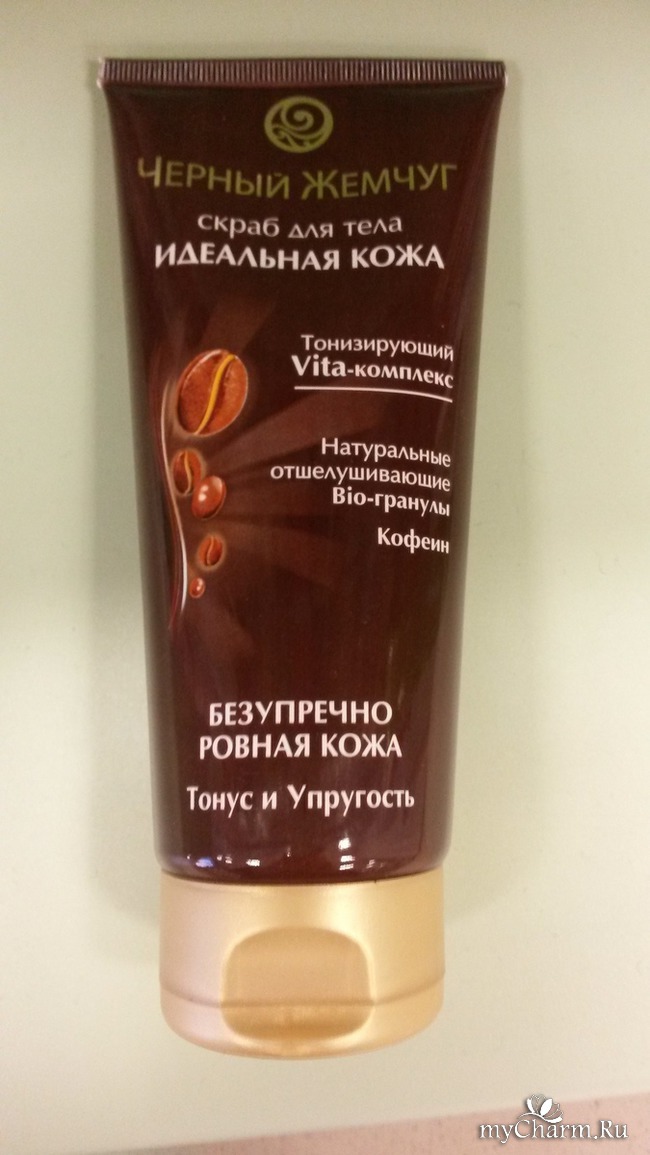 Черный Жемчуг
скраб для тела
ИДЕАЛЬНАЯ КОЖА
Тонизирующий
Vita-комплекс
Натуральные
отшелушивающие
Bio-гранулы
Кофеин
БЕЗУПРЕЧНО
РОВНАЯ КОЖА
Тонус и Упругость
myCharm.Ru